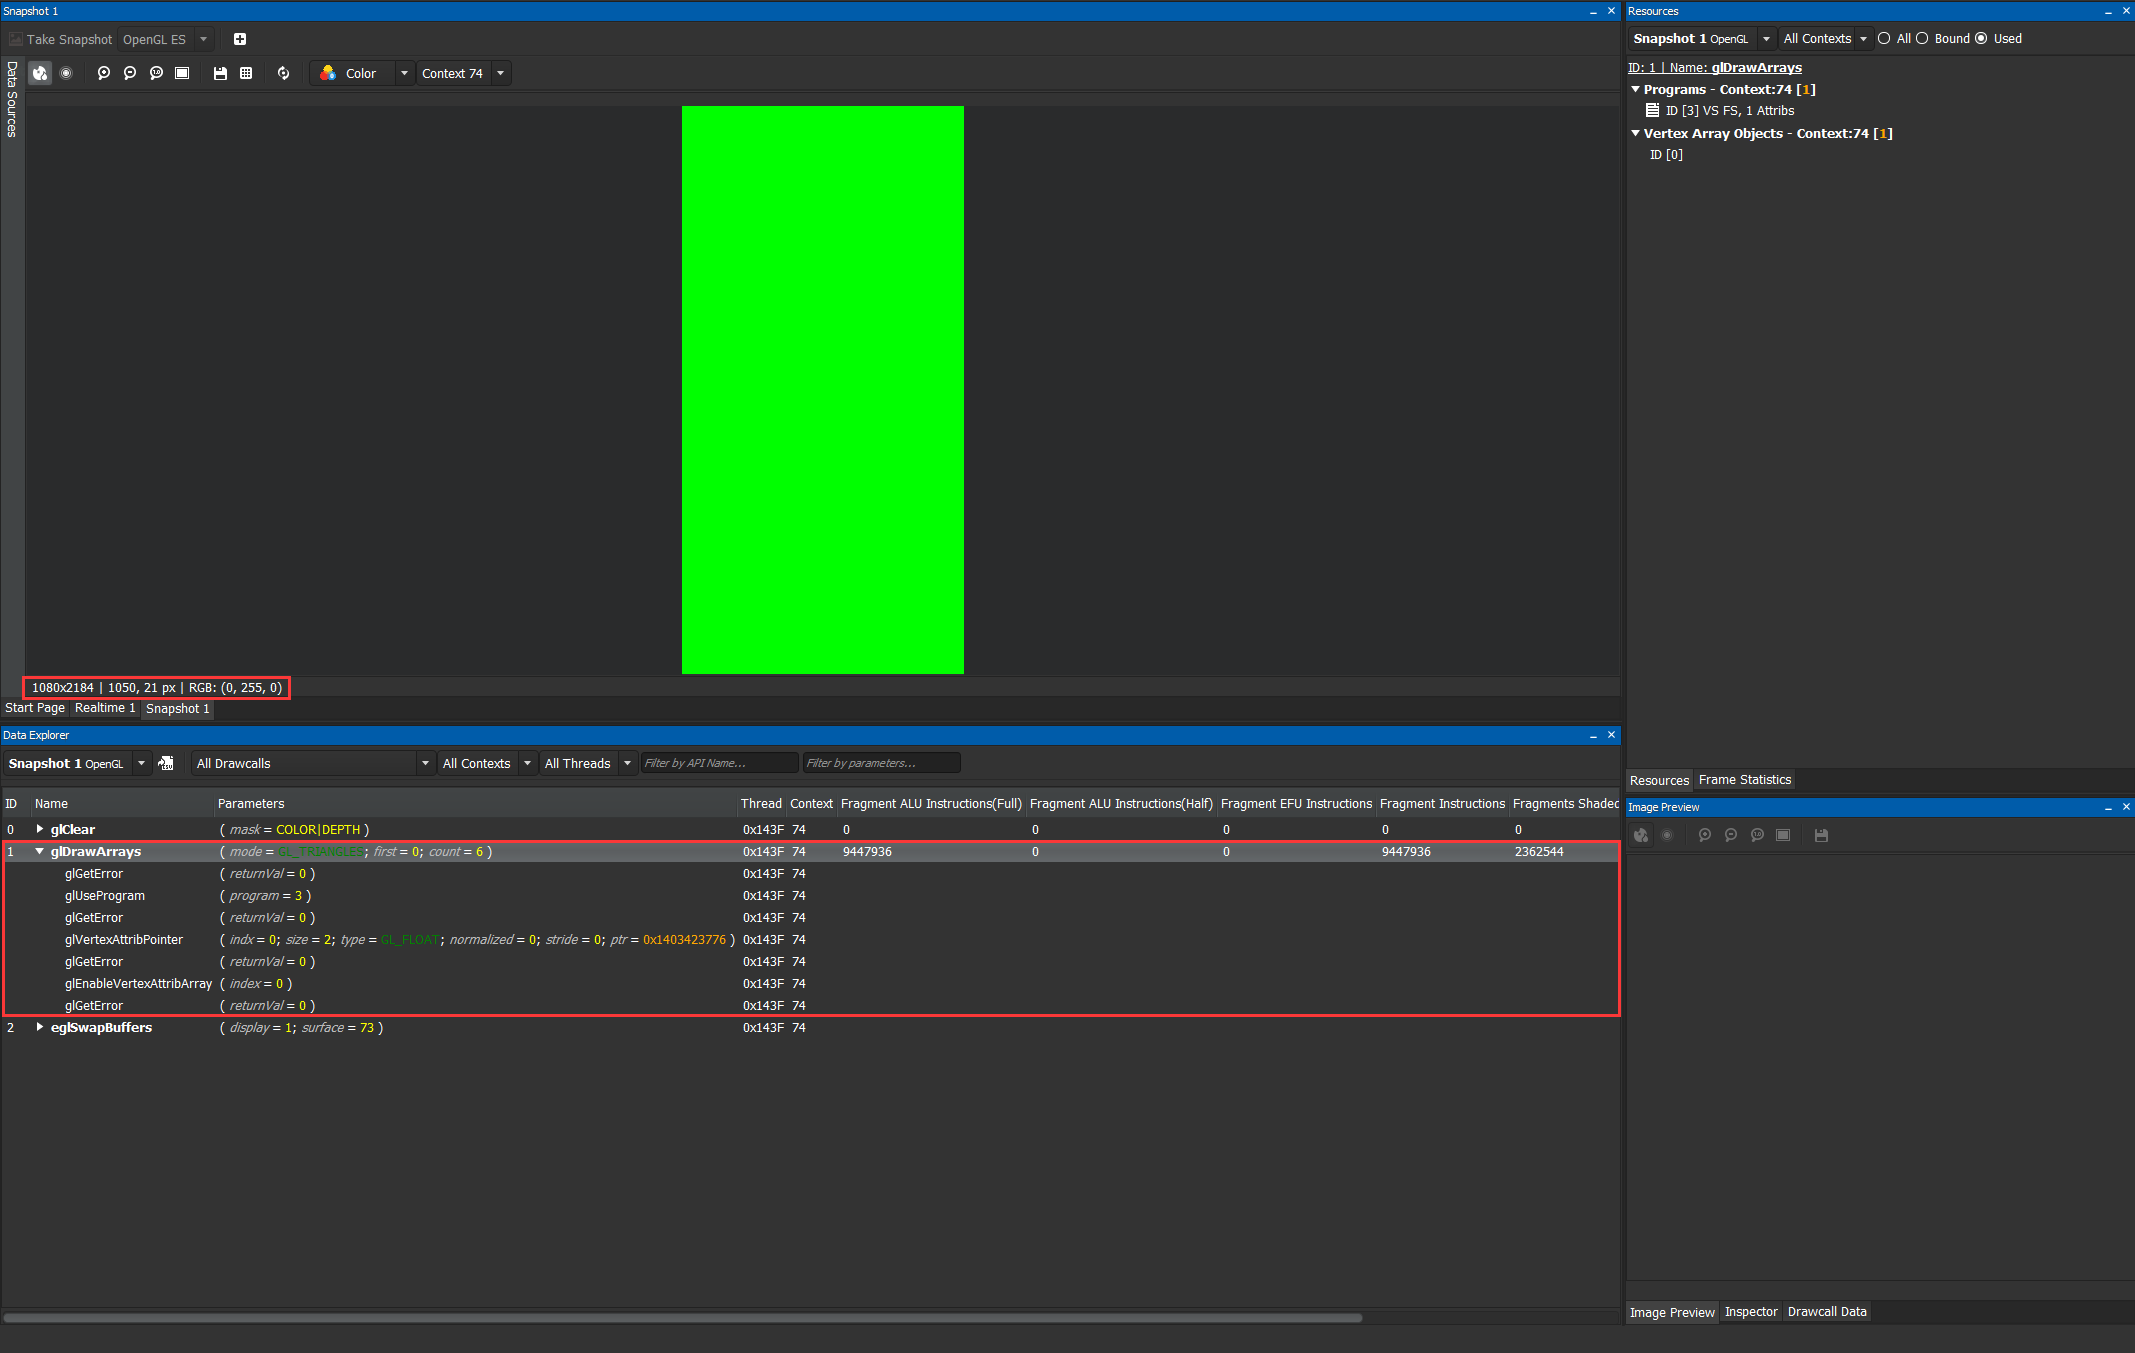 Snapshot 1
Take Snapshot OpenGL ES
Data Sources
Color Context 74
1080x2184 | 1050, 21 px | RGB: (0, 255, 0)
Start Page Realtime 1 Snapshot 1
Data Explorer
Snapshot 1 OpenGL All Drawcalls All Contexts All Threads Filter by API Name... Filter by parameters...
ID Name Parameters Thread Context Fragment ALU Instructions(Full) Fragment ALU Instructions(Half) Fragment EFU Instructions Fragment Instructions Fragments Shaded
0 glClear ( mask = COLOR|DEPTH ) 0x143F 74 0 0 0 0 0
1 glDrawArrays ( mode = GL_TRIANGLES; first = 0; count = 6 ) 0x143F 74 9447936 0 0 9447936 2362544
glGetError ( returnVal = 0 ) 0x143F 74
glUseProgram ( program = 3 ) 0x143F 74
glGetError ( returnVal = 0 ) 0x143F 74
glVertexAttribPointer ( indx = 0; size = 2; type = GL_FLOAT; normalized = 0; stride = 0; ptr = 0x1403423776 ) 0x143F 74
glGetError ( returnVal = 0 ) 0x143F 74
glEnableVertexAttribArray ( index = 0 ) 0x143F 74
glGetError ( returnVal = 0 ) 0x143F 74
2 eglSwapBuffers ( display = 1; surface = 73 ) 0x143F 74
Resources
Snapshot 1 OpenGL All Contexts All Bound Used
ID: 1 | Name: glDrawArrays
Programs - Context:74 [1]
ID [3] VS FS, 1 Attribs
Vertex Array Objects - Context:74 [1]
ID [0]
Resources Frame Statistics
Image Preview
Image Preview Inspector Drawcall Data